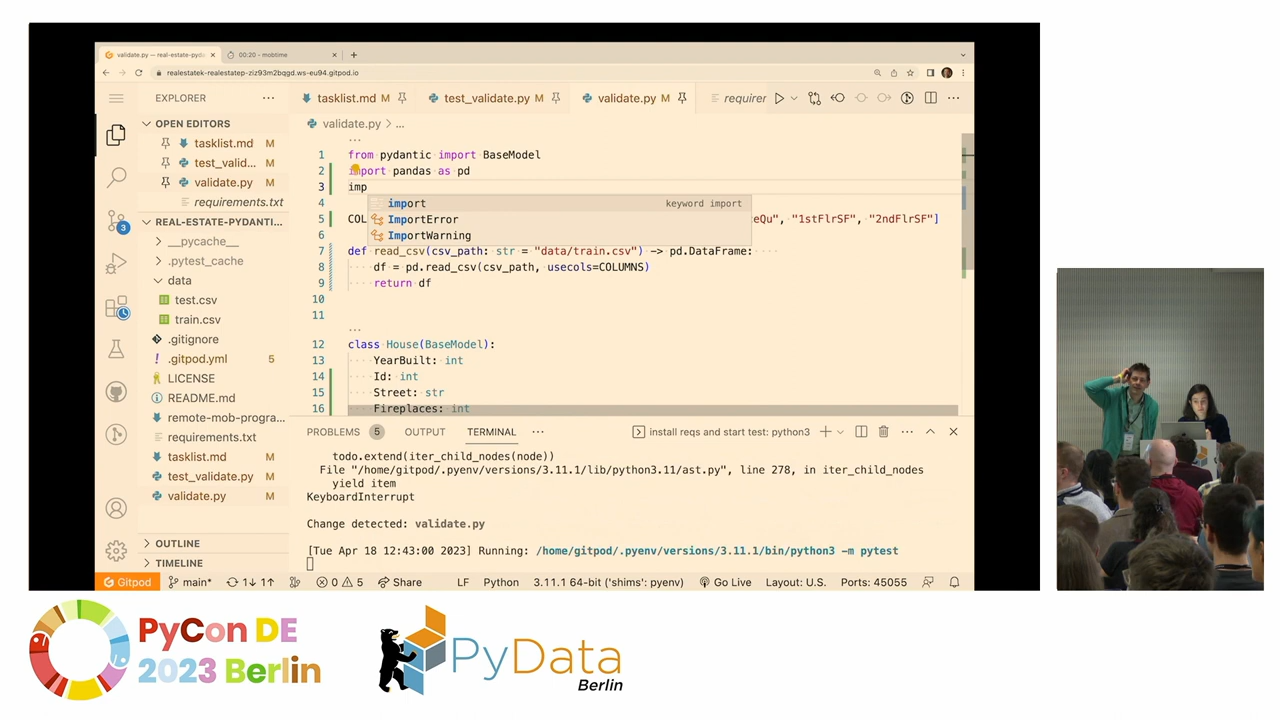 validate.py — real-estate-pyda
00:20 - mobtime
realestatek-realestatep-ziz93m2bqgd.ws-eu94.gitpod.io
EXPLORER
tasklist.md M
test_validate.py M
validate.py M
requirer
OPEN EDITORS
tasklist.md M
test_valid... M
validate.py M
requirements.txt
REAL-ESTATE-PYDANTI...
__pycache__
.pytest_cache
data
test.csv
train.csv
.gitignore
.gitpod.yml 5
LICENSE
README.md
remote-mob-progra...
requirements.txt
tasklist.md M
test_validate.py M
validate.py M
OUTLINE
TIMELINE
3
validate.py > ...
1 from pydantic import BaseModel
2 import pandas as pd
3 imp
import keyword import
ImportError
ImportWarning
4
5 COL eQu", "1stFlrSF", "2ndFlrSF"]
6
7 def read_csv(csv_path: str = "data/train.csv") -> pd.DataFrame:
8 df = pd.read_csv(csv_path, usecols=COLUMNS)
9 return df
10
11
12 class House(BaseModel):
13 YearBuilt: int
14 Id: int
15 Street: str
16 Fireplaces: int
PROBLEMS 5 OUTPUT TERMINAL ... install reqs and start test: python3
todo.extend(iter_child_nodes(node))
File "/home/gitpod/.pyenv/versions/3.11.1/lib/python3.11/ast.py", line 278, in iter_child_nodes
yield item
KeyboardInterrupt
Change detected: validate.py
[Tue Apr 18 12:43:00 2023] Running: /home/gitpod/.pyenv/versions/3.11.1/bin/python3 -m pytest
Gitpod main* 1↓ 1↑ 0 5 Share LF Python 3.11.1 64-bit ('shims': pyenv) Go Live Layout: U.S. Ports: 45055
PyCon DE
2023 Berlin
PyData
Berlin